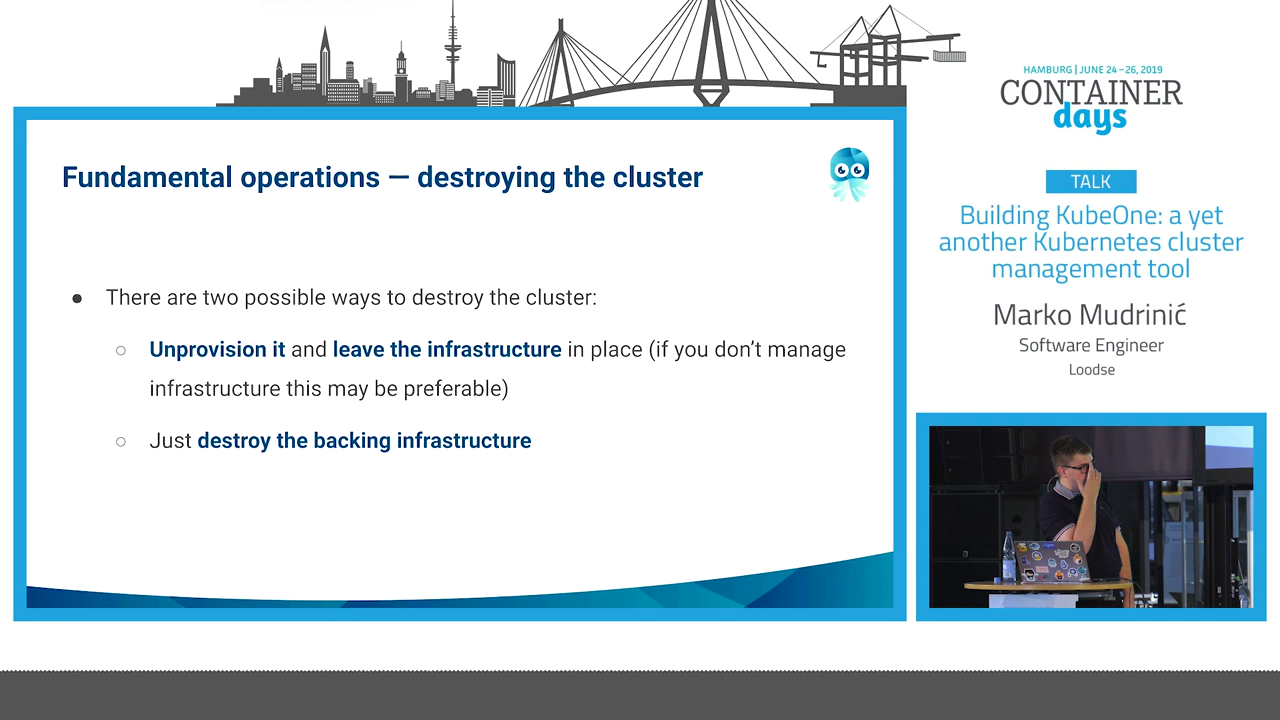 HAMBURG | JUNE 24 – 26, 2019
CONTAINER
days
Fundamental operations — destroying the cluster
● There are two possible ways to destroy the cluster:
○ Unprovision it and leave the infrastructure in place (if you don’t manage
infrastructure this may be preferable)
○ Just destroy the backing infrastructure
TALK
Building KubeOne: a yet
another Kubernetes cluster
management tool
Marko Mudrinić
Software Engineer
Loodse